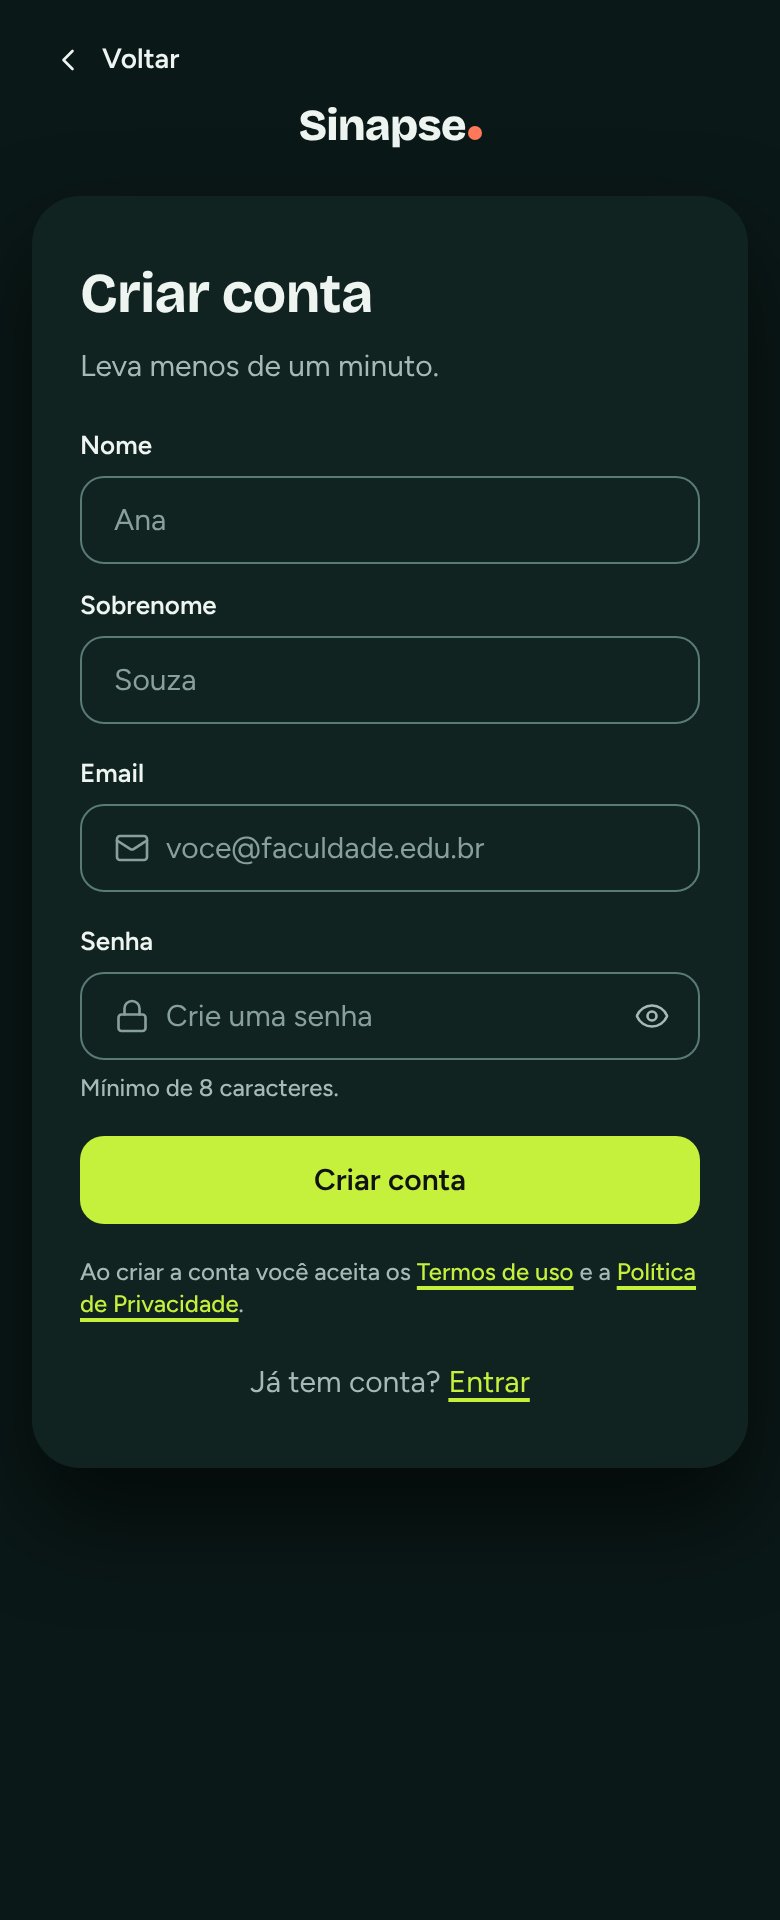 Voltar
Sinapse.
Criar conta
Leva menos de um minuto.
Nome
Ana
Sobrenome
Souza
Email
voce@faculdade.edu.br
Senha
Crie uma senha
Mínimo de 8 caracteres.
Criar conta
Ao criar a conta você aceita os Termos de uso e a Política
de Privacidade.
Já tem conta? Entrar